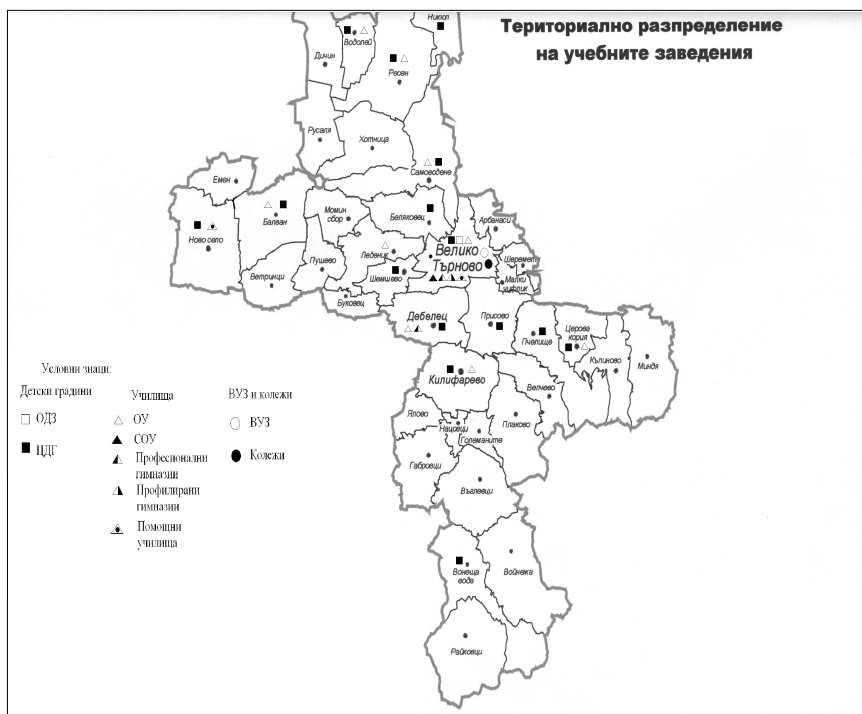 Териториално разпределение
на учебните заведения
Никюп
Водолей
Дичин
Ресен
Русаля
Хотница
Самоводене
Емен
Балван
Момин
сбор
Беляковец
Арбанаси
Ново село
Леденик
Велико
Търново
Шереметя
Пушево
Ветринци
Шемшево
Малки
чифлик
Буковец
Дебелец
Присово
Пчелище
Церова
кория
Къпиново
Миндя
Килифарево
Велчево
Ялово
Нацовци
Големаните
Плаково
Габровци
Въглевци
Вонеща
вода
Войнежа
Райковци
Условни знаци:
Детски градини
ОДЗ
ЦДГ
Училища
ОУ
СОУ
Професионални
гимназии
Профилирани
гимназии
Помощни
училища
ВУЗ и колежи
ВУЗ
Колежи